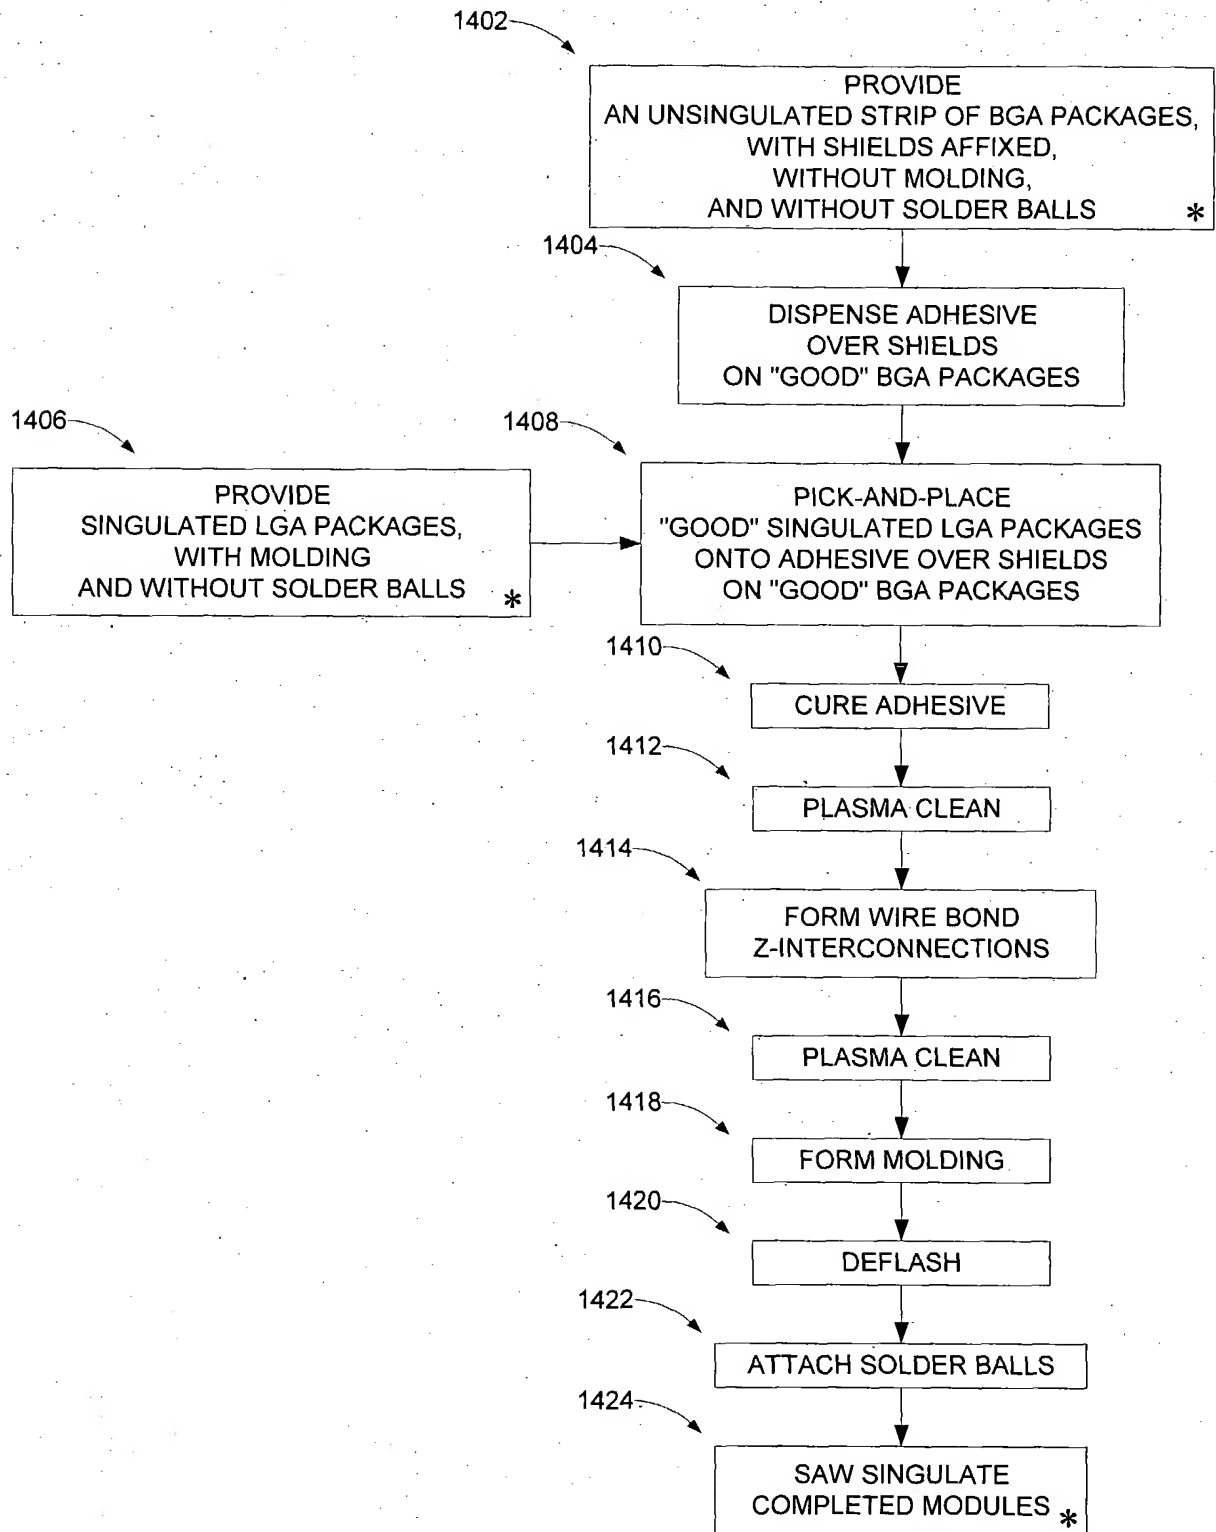 1402
PROVIDE
AN UNSINGULATED STRIP OF BGA PACKAGES,
WITH SHIELDS AFFIXED,
WITHOUT MOLDING,
AND WITHOUT SOLDER BALLS *
1404
DISPENSE ADHESIVE
OVER SHIELDS
ON "GOOD" BGA PACKAGES
1406
PROVIDE
SINGULATED LGA PACKAGES,
WITH MOLDING
AND WITHOUT SOLDER BALLS *
1408
PICK-AND-PLACE
"GOOD" SINGULATED LGA PACKAGES
ONTO ADHESIVE OVER SHIELDS
ON "GOOD" BGA PACKAGES
1410
CURE ADHESIVE
1412
PLASMA CLEAN
1414
FORM WIRE BOND
Z-INTERCONNECTIONS
1416
PLASMA CLEAN
1418
FORM MOLDING
1420
DEFLASH
1422
ATTACH SOLDER BALLS
1424
SAW SINGULATE
COMPLETED MODULES *